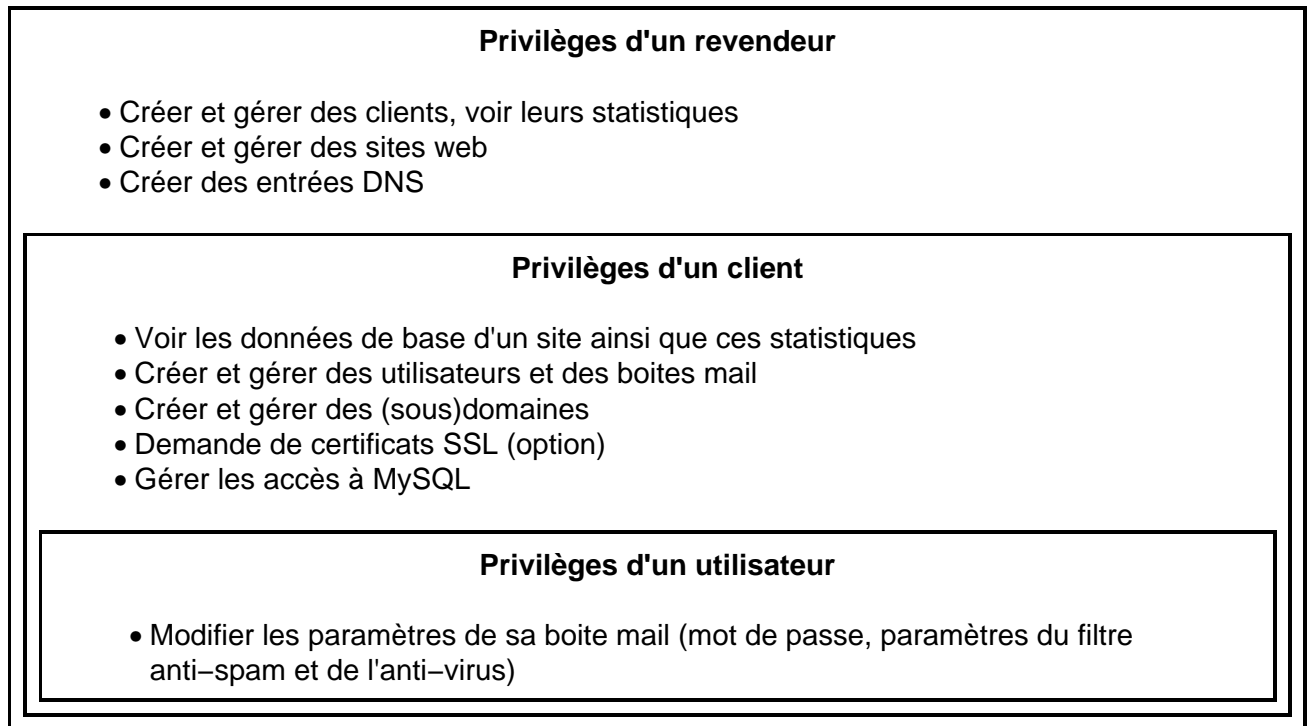 Privilèges d'un revendeur
• Créer et gérer des clients, voir leurs statistiques
• Créer et gérer des sites web
• Créer des entrées DNS
Privilèges d'un client
• Voir les données de base d'un site ainsi que ces statistiques
• Créer et gérer des utilisateurs et des boites mail
• Créer et gérer des (sous)domaines
• Demande de certificats SSL (option)
• Gérer les accès à MySQL
Privilèges d'un utilisateur
• Modifier les paramètres de sa boite mail (mot de passe, paramètres du filtre
anti−spam et de l'anti−virus)